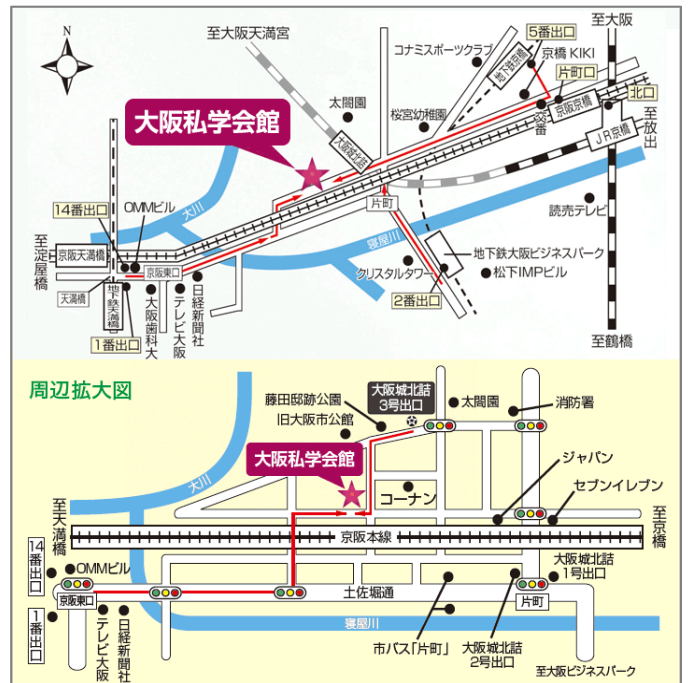 至大阪天満宮
コナミスポーツクラブ
5番出口
至大阪
京橋 KIKI
地下鉄京橋
片町口
太閤園
桜宮幼稚園
2番
京阪京橋
北口
大阪私学会館
大阪城北詰
JR京橋
至放出
14番出口
OMMビル
大川
片町
読売テレビ
至淀屋橋
京阪天満橋
京阪東口
寝屋川
地下鉄大阪ビジネスパーク
天満橋
地下鉄天満橋
クリスタルタワー
松下IMPビル
2番出口
1番出口
大阪歯科大
テレビ大阪
日経新聞社
至鶴橋
周辺拡大図
藤田邸跡公園
大阪城北詰
3号出口
太閤園
消防署
旧大阪市公館
大阪私学会館
ジャパン
大川
コーナン
セブンイレブン
至天満橋
京阪本線
至京橋
14番出口
OMMビル
大阪城北詰
1号出口
京阪東口
土佐堀通
片町
1番出口
テレビ大阪
日経新聞社
寝屋川
市バス「片町」
大阪城北詰
2号出口
至大阪ビジネスパーク